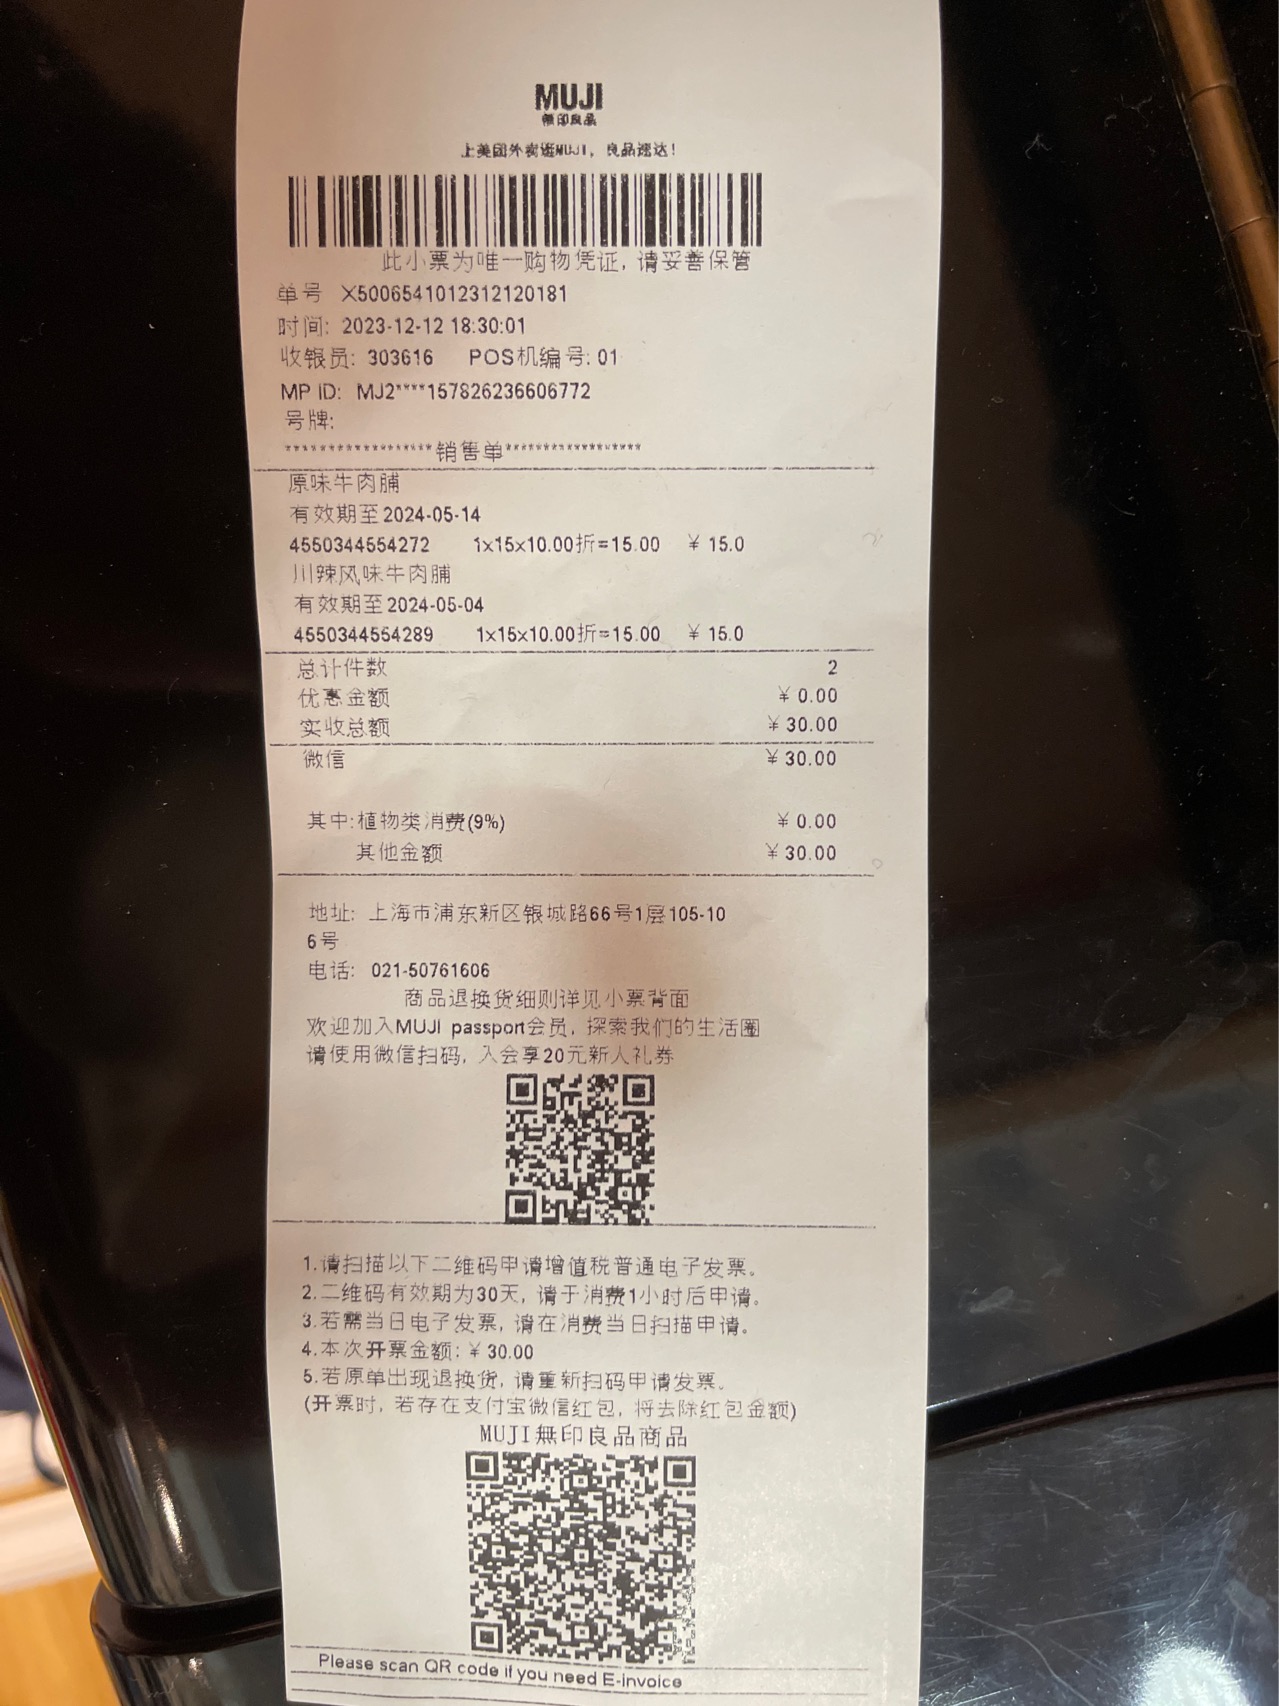 MUJI
無印良品
上美团外卖逛MUJI，良品速达！
此小票为唯一购物凭证，请妥善保管
单号 X5006541012312120181
时间: 2023-12-12 18:30:01
收银员: 303616 POS机编号: 01
MP ID: MJ2****157826236606772
号牌:
******************销售单******************
原味牛肉脯
有效期至2024-05-14
4550344554272 1x15x10.00折=15.00 ¥ 15.0
川辣风味牛肉脯
有效期至2024-05-04
4550344554289 1x15x10.00折=15.00 ¥ 15.0
总计件数 2
优惠金额 ¥ 0.00
实收总额 ¥ 30.00
微信 ¥ 30.00
其中:植物类消费(9%) ¥ 0.00
其他金额 ¥ 30.00
地址: 上海市浦东新区银城路66号1层105-10
6号
电话: 021-50761606
商品退换货细则详见小票背面
欢迎加入MUJI passport会员，探索我们的生活圈
请使用微信扫码，入会享20元新人礼券
1.请扫描以下二维码申请增值税普通电子发票。
2.二维码有效期为30天，请于消费1小时后申请。
3.若需当日电子发票，请在消费当日扫描申请。
4.本次开票金额:¥ 30.00
5.若原单出现退换货，请重新扫码申请发票。
(开票时，若存在支付宝微信红包，将去除红包金额)
MUJI無印良品商品
Please scan QR code if you need E-invoice